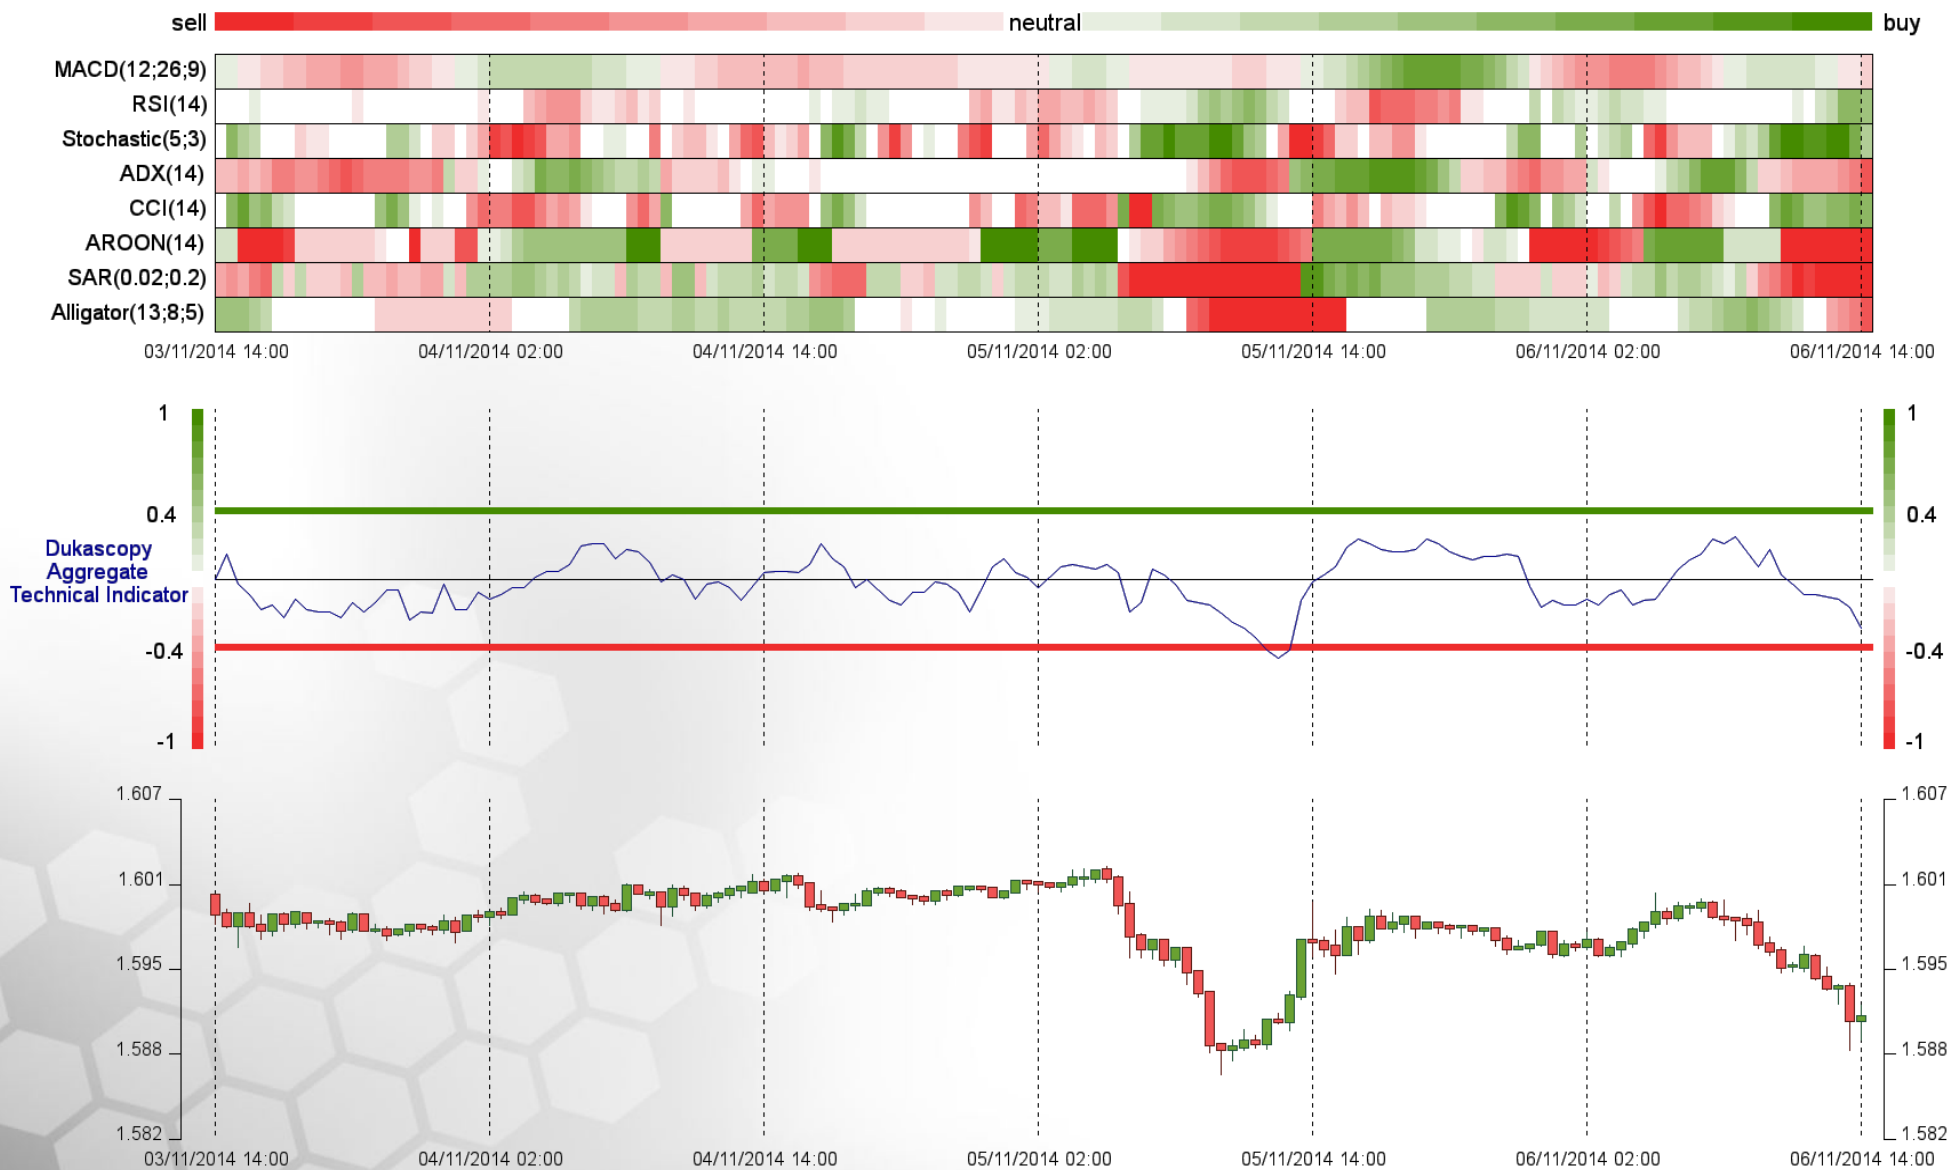 sell neutral buy
MACD(12;26;9)
RSI(14)
Stochastic(5;3)
ADX(14)
CCI(14)
AROON(14)
SAR(0.02;0.2)
Alligator(13;8;5)
03/11/2014 14:00 04/11/2014 02:00 04/11/2014 14:00 05/11/2014 02:00 05/11/2014 14:00 06/11/2014 02:00 06/11/2014 14:00
1 1
0.4 0.4
Dukascopy
Aggregate
Technical Indicator
-0.4 -0.4
-1 -1
1.607 1.607
1.601 1.601
1.595 1.595
1.588 1.588
1.582 1.582
03/11/2014 14:00 04/11/2014 02:00 04/11/2014 14:00 05/11/2014 02:00 05/11/2014 14:00 06/11/2014 02:00 06/11/2014 14:00